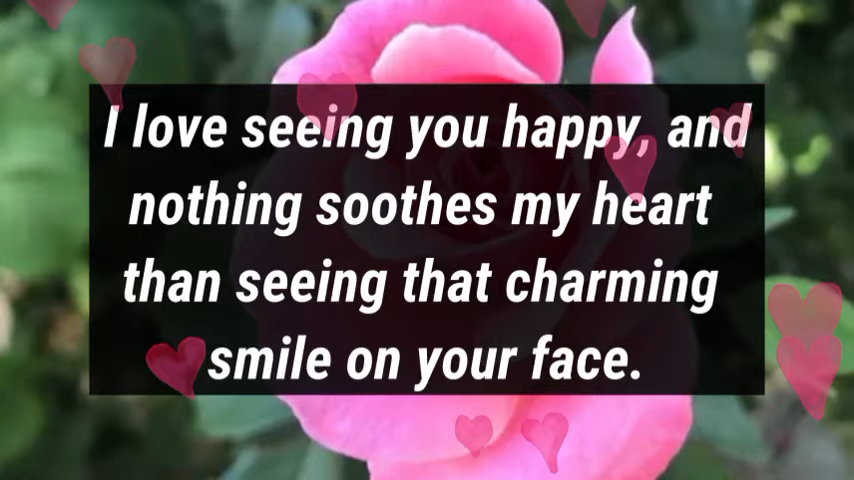 I love seeing you happy, and
nothing soothes my heart
than seeing that charming
smile on your face.